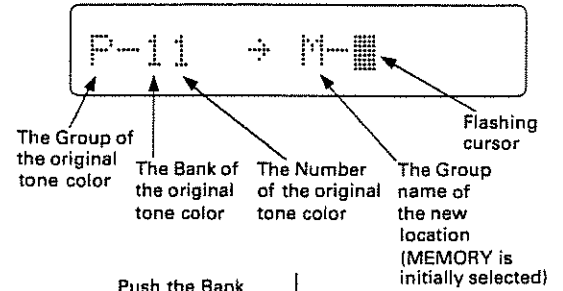 P-11 → M-
The Group of
the original
tone color
The Bank of
the original
tone color
The Number
of the original
tone color
The Group
name of
the new
location
(MEMORY is
initially selected)
Flashing
cursor
Push the Bank